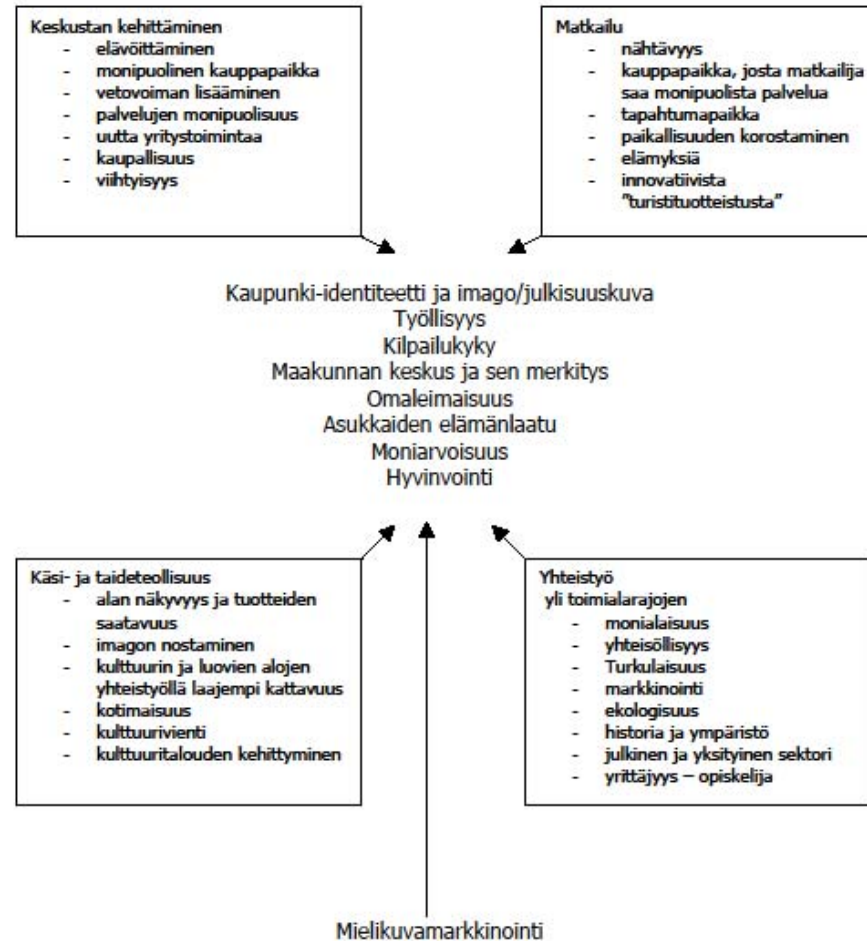 Keskustan kehittäminen
- elävöittäminen
- monipuolinen kauppapaikka
- vetovoiman lisääminen
- palvelujen monipuolisuus
- uutta yritystoimintaa
- kaupallisuus
- viihtyisyys
Matkailu
- nähtävyys
- kauppapaikka, josta matkailija
saa monipuolista palvelua
- tapahtumapaikka
- paikallisuuden korostaminen
- elämyksiä
- innovatiivista
"turistituotteistusta"
Kaupunki-identiteetti ja imago/julkisuuskuva
Työllisyys
Kilpailukyky
Maakunnan keskus ja sen merkitys
Omaleimaisuus
Asukkaiden elämänlaatu
Moniarvoisuus
Hyvinvointi
Käsi- ja taideteollisuus
- alan näkyvyys ja tuotteiden
saatavuus
- imagon nostaminen
- kulttuurin ja luovien alojen
yhteistyöllä laajempi kattavuus
- kotimaisuus
- kulttuurivienti
- kulttuuritalouden kehittyminen
Yhteistyö
yli toimialarajojen
- monialaisuus
- yhteisöllisyys
- Turkulaisuus
- markkinointi
- ekologisuus
- historia ja ympäristö
- julkinen ja yksityinen sektori
- yrittäjyys – opiskelija
Mielikuvamarkkinointi